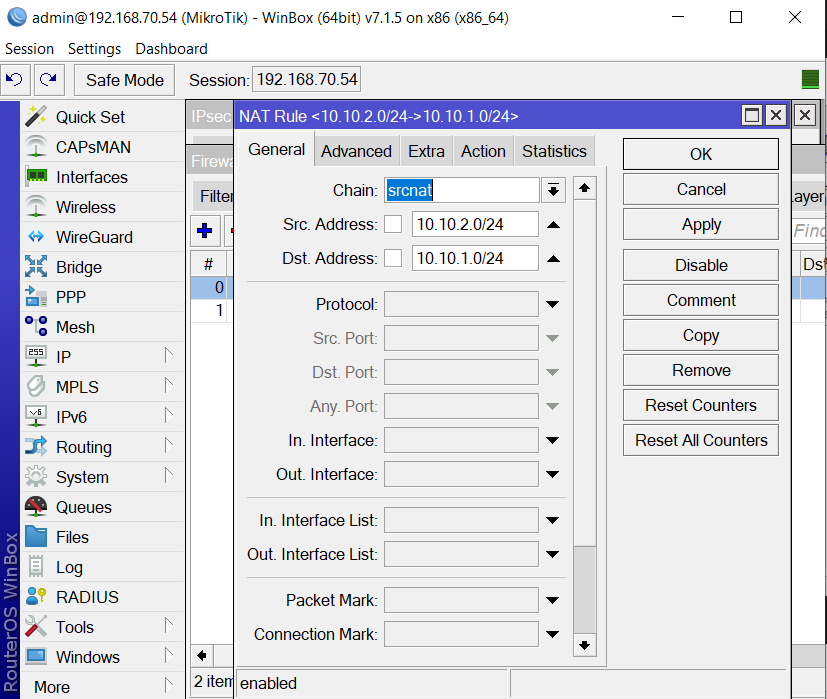 admin@192.168.70.54 (MikroTik) - WinBox (64bit) v7.1.5 on x86 (x86_64)
Session Settings Dashboard
Safe Mode Session: 192.168.70.54
Quick Set
CAPsMAN
Interfaces
Wireless
WireGuard
Bridge
PPP
Mesh
IP
MPLS
IPv6
Routing
System
Queues
Files
Log
RADIUS
Tools
Windows
More
RouterOS WinBox
IPsec
Firewa
Filter
#
0
1
2 item
NAT Rule <10.10.2.0/24->10.10.1.0/24>
General Advanced Extra Action Statistics
Chain: srcnat
Src. Address: 10.10.2.0/24
Dst. Address: 10.10.1.0/24
Protocol:
Src. Port:
Dst. Port:
Any. Port:
In. Interface:
Out. Interface:
In. Interface List:
Out. Interface List:
Packet Mark:
Connection Mark:
enabled
OK
Cancel
Apply
Disable
Comment
Copy
Remove
Reset Counters
Reset All Counters
ayer
Find
Dst